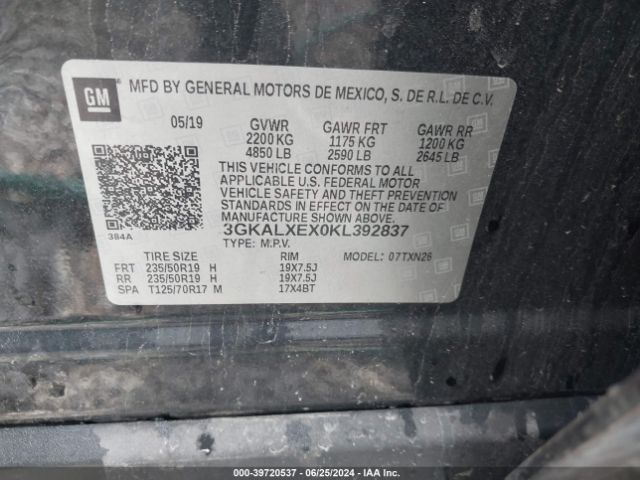 GM
MFD BY GENERAL MOTORS DE MEXICO, S. DE R.L. DE C.V.
05/19 GVWR GAWR FRT GAWR RR
2200 KG 1175 KG 1200 KG
4850 LB 2590 LB 2645 LB
THIS VEHICLE CONFORMS TO ALL
APPLICABLE U.S. FEDERAL MOTOR
VEHICLE SAFETY AND THEFT PREVENTION
STANDARDS IN EFFECT ON THE DATE OF
MANUFACTURE SHOWN ABOVE.
384A 3GKALXEX0KL392837
TYPE: M.P.V. MODEL: 07TXN26
TIRE SIZE RIM
FRT 235/50R19 H 19X7.5J
RR 235/50R19 H 19X7.5J
SPA T125/70R17 M 17X4BT
000-39720537 - 06/25/2024 - IAA Inc.